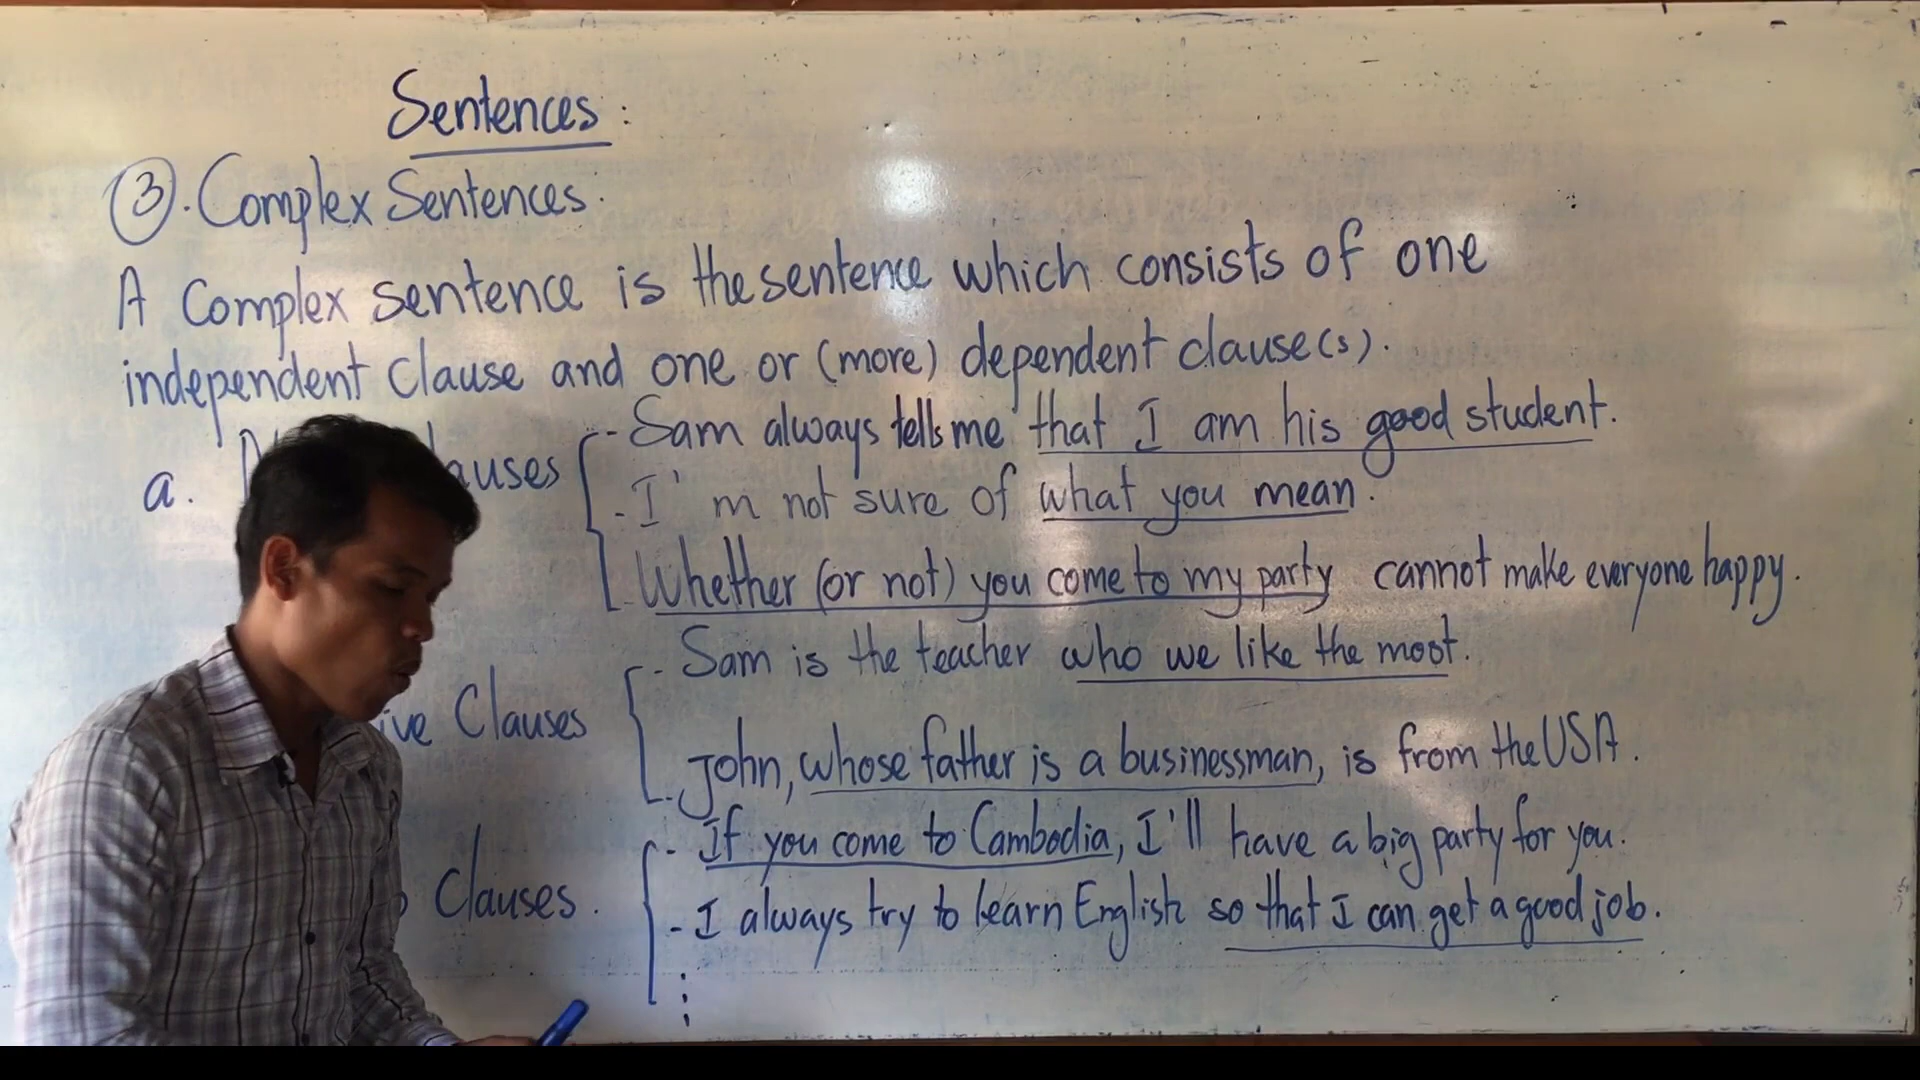 Sentences:
③. Complex Sentences:
A Complex sentence is the sentence which consists of one
independent clause and one or (more) dependent clause(s).
a. auses - Sam always tells me that I am his good student.
- I'm not sure of what you mean.
Whether (or not) you come to my party cannot make everyone happy.
- Sam is the teacher who we like the most.
ive Clauses
John, whose father is a businessman, is from the USA.
- If you come to Cambodia, I'll have a big party for you.
Clauses. - I always try to learn English so that I can get a good job.